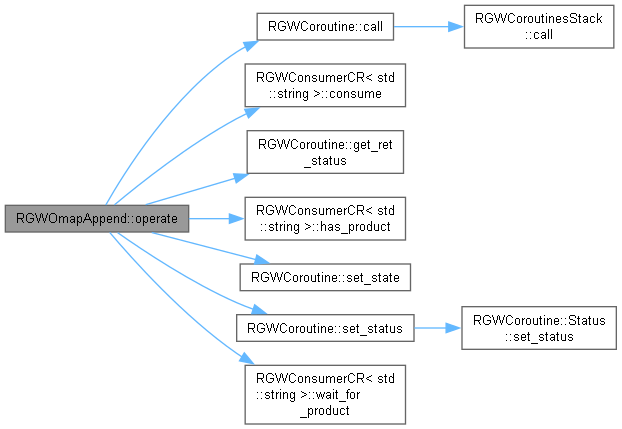 RGWCoroutine::call
RGWCoroutinesStack
::call
RGWConsumerCR< std
::string >::consume
RGWCoroutine::get_ret
_status
RGWOmapAppend::operate
RGWConsumerCR< std
::string >::has_product
RGWCoroutine::set_state
RGWCoroutine::set_status
RGWCoroutine::Status
::set_status
RGWConsumerCR< std
::string >::wait_for
_product